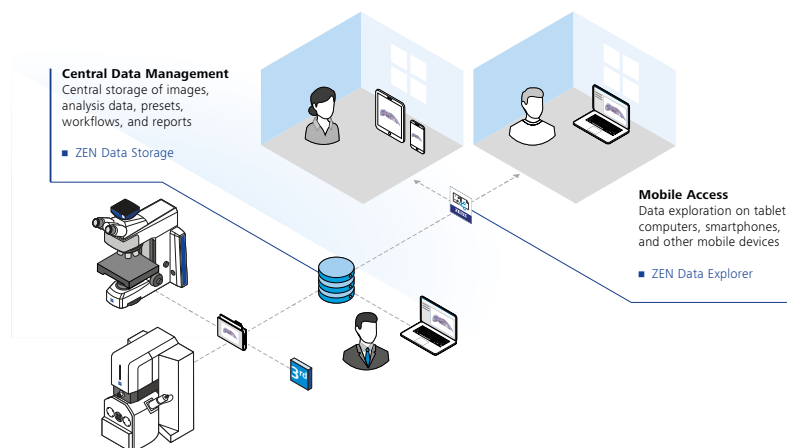 Central Data Management
Central storage of images,
analysis data, presets,
workflows, and reports
■ ZEN Data Storage
Mobile Access
Data exploration on tablet
computers, smartphones,
and other mobile devices
■ ZEN Data Explorer
3rd